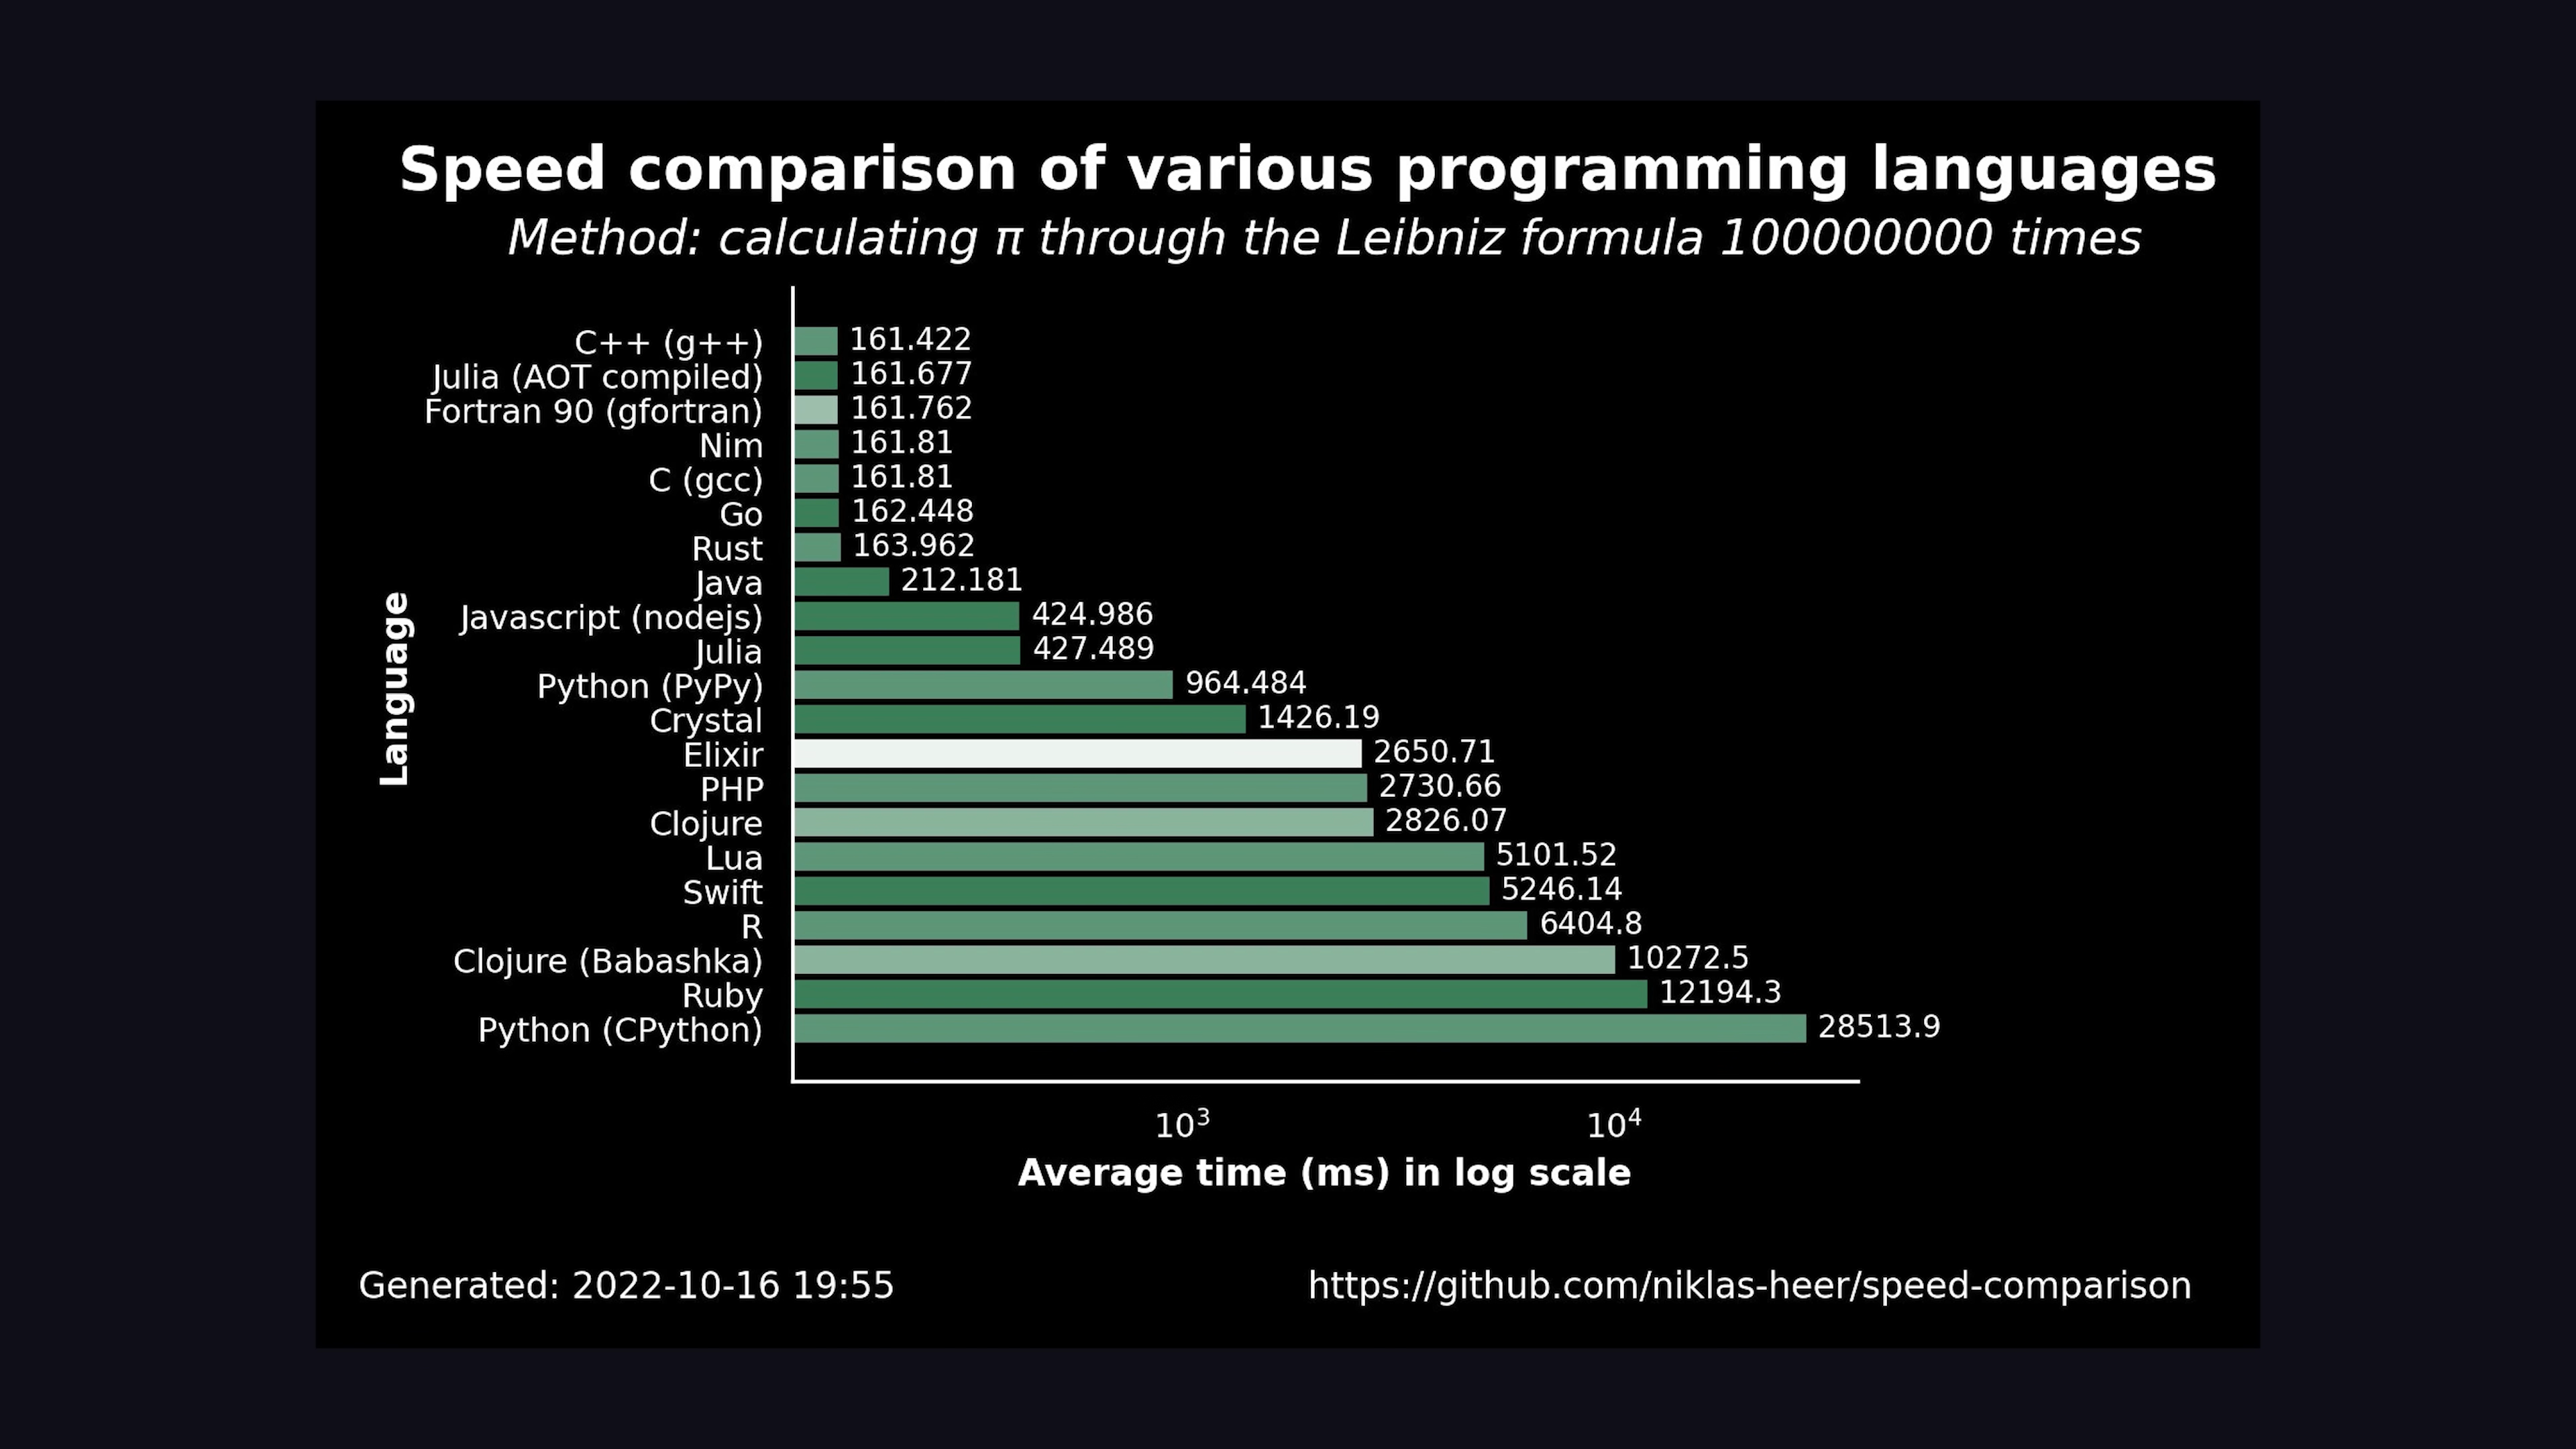 Speed comparison of various programming languages
Method: calculating π through the Leibniz formula 100000000 times
Language
C++ (g++) 161.422
Julia (AOT compiled) 161.677
Fortran 90 (gfortran) 161.762
Nim 161.81
C (gcc) 161.81
Go 162.448
Rust 163.962
Java 212.181
Javascript (nodejs) 424.986
Julia 427.489
Python (PyPy) 964.484
Crystal 1426.19
Elixir 2650.71
PHP 2730.66
Clojure 2826.07
Lua 5101.52
Swift 5246.14
R 6404.8
Clojure (Babashka) 10272.5
Ruby 12194.3
Python (CPython) 28513.9
10³ 10⁴
Average time (ms) in log scale
Generated: 2022-10-16 19:55 https://github.com/niklas-heer/speed-comparison